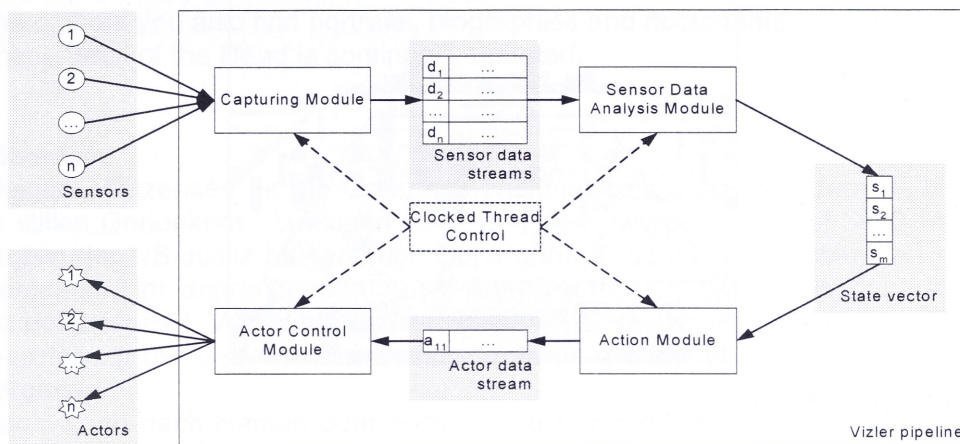 1
2
...
n
Sensors
Capturing Module
d1 ...
d2 ...
... ...
dn ...
Sensor data
streams
Sensor Data
Analysis Module
Clocked Thread
Control
s1
s2
...
sm
State vector
1
2
...
n
Actors
Actor Control
Module
a11 ...
Actor data
stream
Action Module
Vizler pipeline